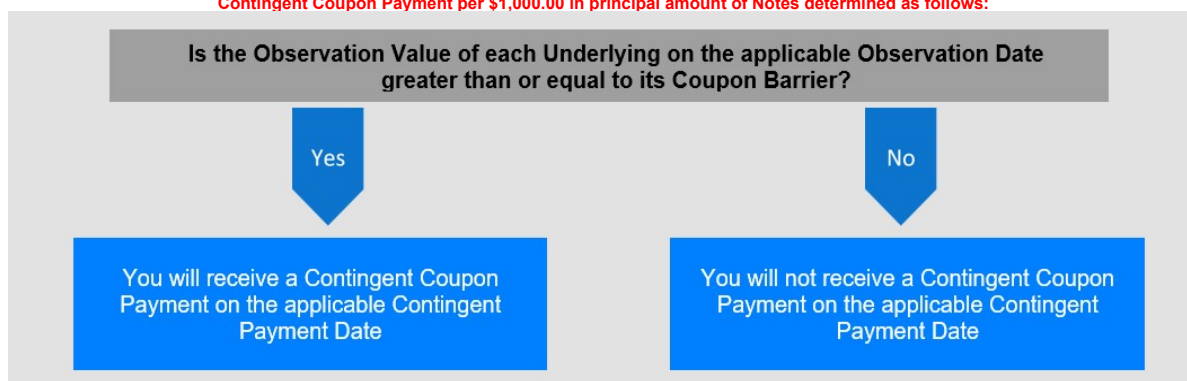 Contingent Coupon Payment per $1,000.00 in principal amount of Notes determined as follows:
Is the Observation Value of each Underlying on the applicable Observation Date
greater than or equal to its Coupon Barrier?
Yes
No
You will receive a Contingent Coupon
Payment on the applicable Contingent
Payment Date
You will not receive a Contingent Coupon
Payment on the applicable Contingent
Payment Date